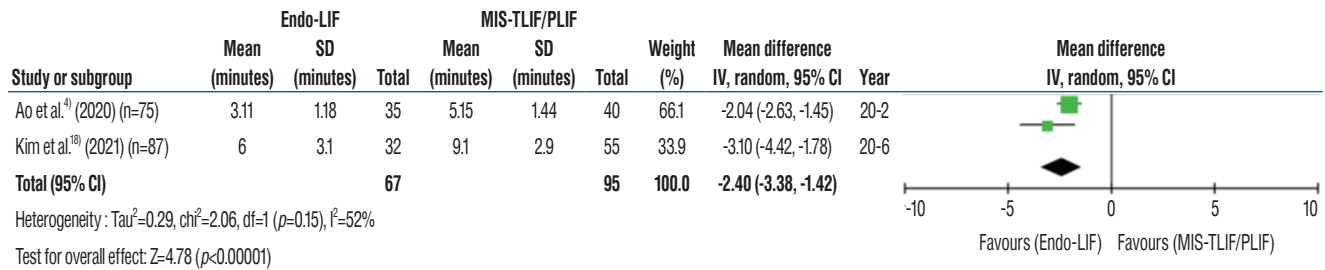 Endo-LIF MIS-TLIF/PLIF
Mean SD Mean SD Weight Mean difference Mean difference
Study or subgroup (minutes) (minutes) Total (minutes) (minutes) Total (%) IV, random, 95% CI Year IV, random, 95% CI
Ao et al.4) (2020) (n=75) 3.11 1.18 35 5.15 1.44 40 66.1 -2.04 (-2.63, -1.45) 20-2
Kim et al.18) (2021) (n=87) 6 3.1 32 9.1 2.9 55 33.9 -3.10 (-4.42, -1.78) 20-6
Total (95% CI) 67 95 100.0 -2.40 (-3.38, -1.42)
-10 -5 0 5 10
Heterogeneity : Tau2=0.29, chi2=2.06, df=1 (p=0.15), I2=52%
Favours (Endo-LIF) Favours (MIS-TLIF/PLIF)
Test for overall effect: Z=4.78 (p<0.00001)